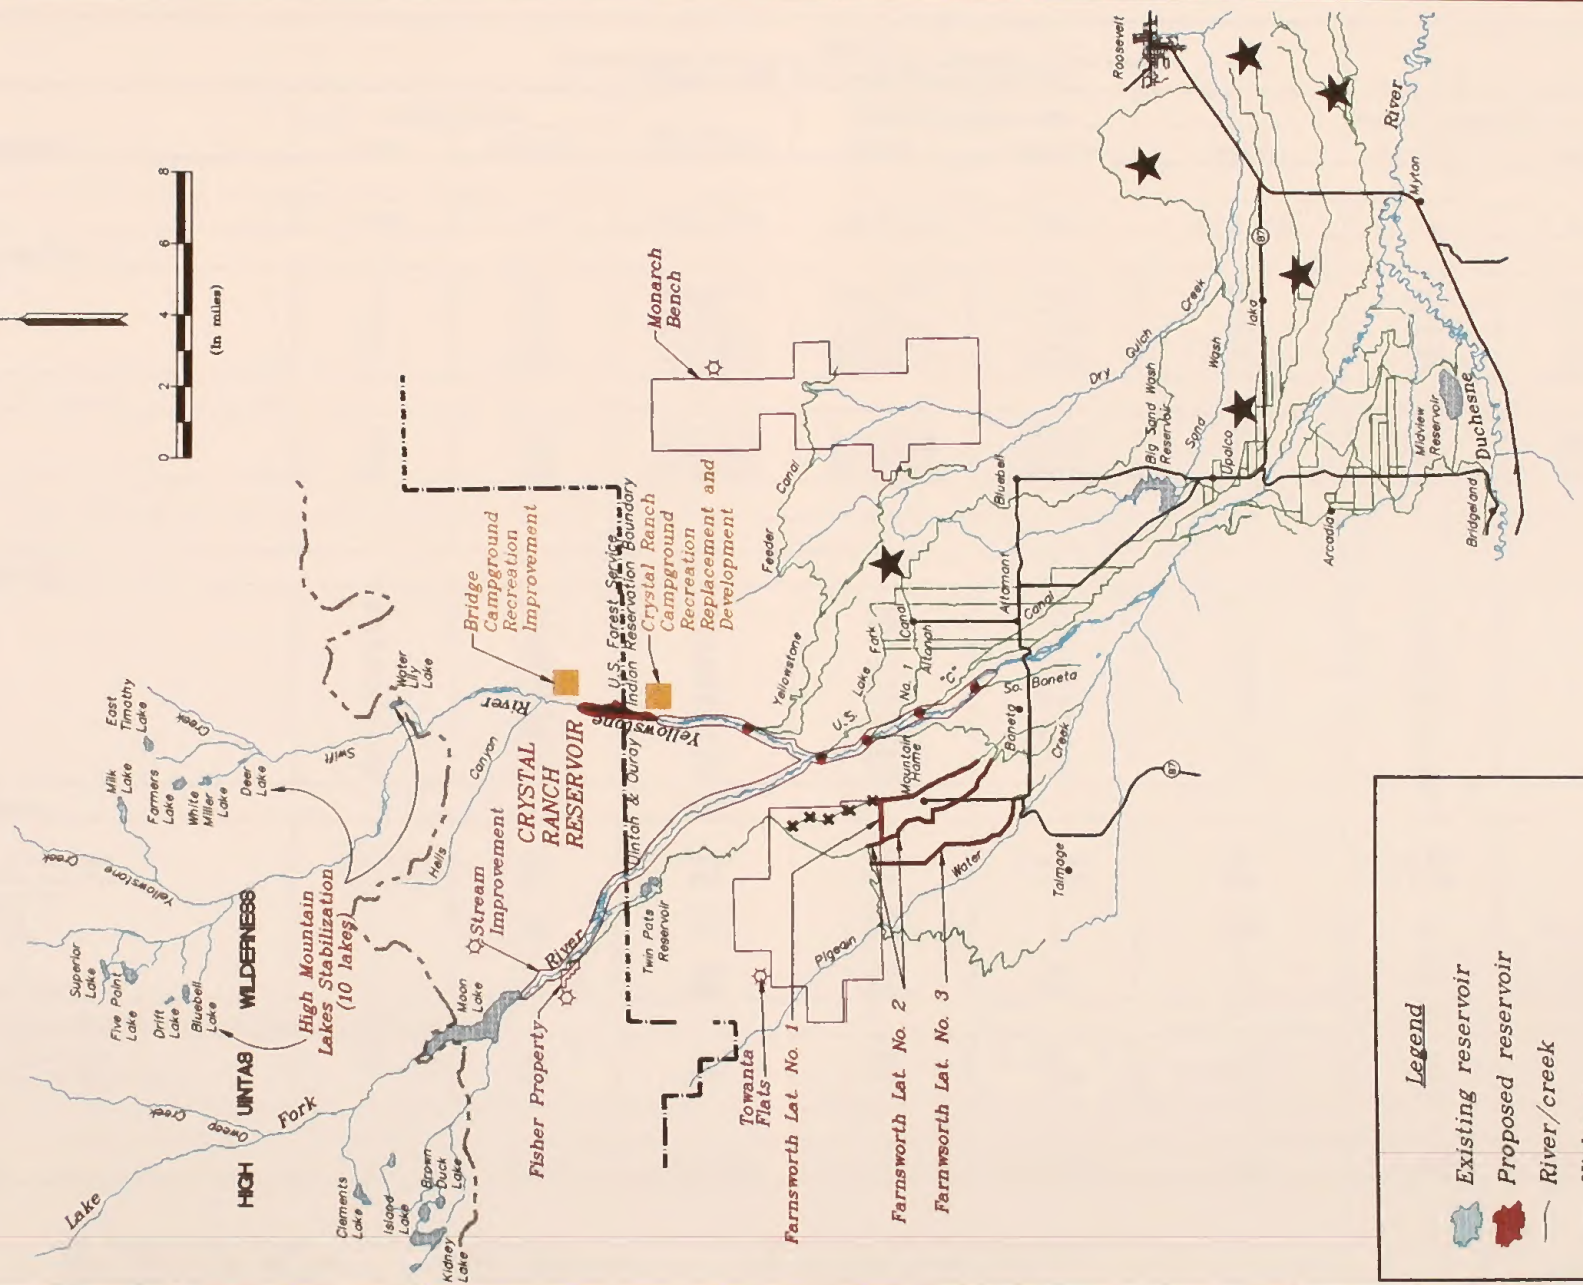 Lake
Fork
Oweep
Creek
HIGH UINTAS WILDERNESS
Clements
Lake
Island
Lake
Brown
Duck
Lake
Kidney
Lake
Superior
Lake
Five Point
Lake
Drift
Lake
Bluebell
Lake
Yellowstone
Creek
Milk
Lake
Farmers
Lake
White
Miller
Lake
Deer
Lake
East
Timothy
Lake
Creek
Swift
High Mountain
Lakes Stabilization
(10 lakes)
Water
Lily
Lake
Moon
Lake
Hells
Canyon
River
0
2
4
6
8
(In miles)
Stream
Improvement
River
Fisher Property
CRYSTAL
RANCH
RESERVOIR
Bridge
Campground
Recreation
Improvement
U.S. Forest Service
Uintah & Ouray Indian Reservation Boundary
Crystal Ranch
Campground
Recreation
Replacement and
Development
Yellowstone
Twin Pots
Reservoir
Monarch
Bench
Towanta
Flats
Farnsworth Lat. No. 1
Farnsworth Lat. No. 2
Farnwsorth Lat. No. 3
Pigeon
Water
Creek
Yellowstone
Feeder
Canal
U.S.
Lake
Fork
Canal
No. 1
Altonah
"C"
Canal
Mountain
Home
Boneta
So. Boneta
Altamont
Bluebell
Talmage
87
Dry
Gulch
Creek
Big Sand Wash
Reservoir
Sand
Wash
Upalco
Ioka
87
Roosevelt
River
Myton
Arcadia
Midview
Reservoir
Bridgeland
Duchesne
Legend
Existing reservoir
Proposed reservoir
River/creek